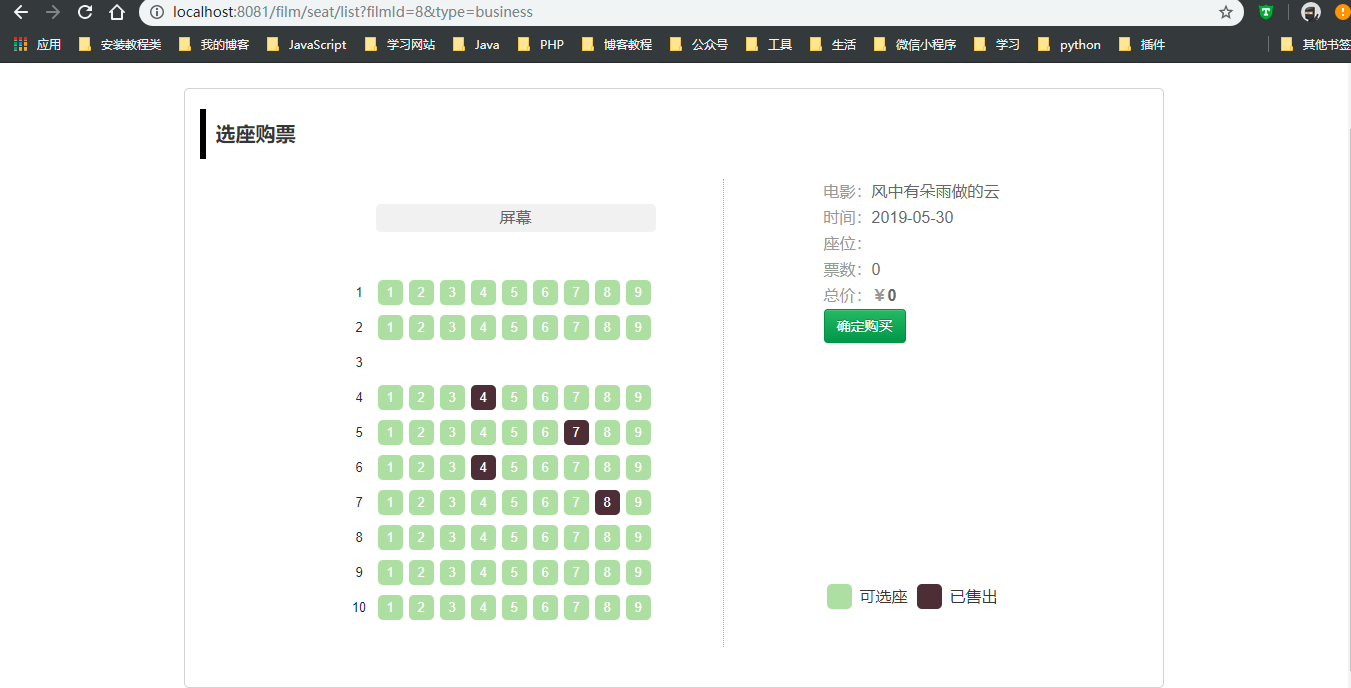 localhost:8081/film/seat/list?filmId=8&type=business
应用 安装教程类 我的博客 JavaScript 学习网站 Java PHP 博客教程 公众号 工具 生活 微信小程序 学习 python 插件 其他书签
选座购票
屏幕
1 1 2 3 4 5 6 7 8 9
2 1 2 3 4 5 6 7 8 9
3
4 1 2 3 4 5 6 7 8 9
5 1 2 3 4 5 6 7 8 9
6 1 2 3 4 5 6 7 8 9
7 1 2 3 4 5 6 7 8 9
8 1 2 3 4 5 6 7 8 9
9 1 2 3 4 5 6 7 8 9
10 1 2 3 4 5 6 7 8 9
电影：风中有朵雨做的云
时间：2019-05-30
座位：
票数：0
总价：￥0
确定购买
可选座 已售出